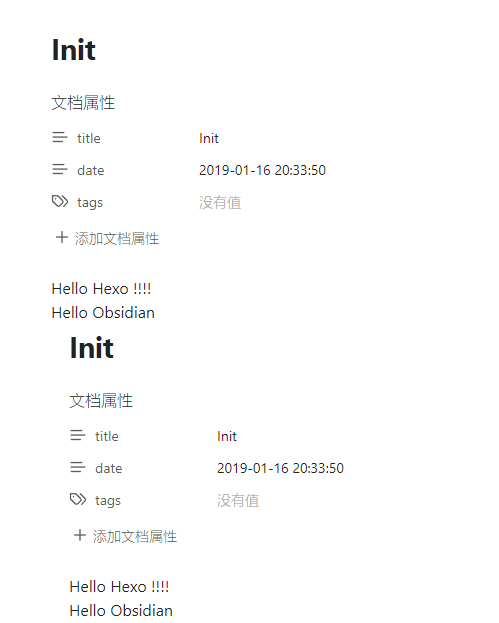 Init
文档属性
title Init
date 2019-01-16 20:33:50
tags 没有值
添加文档属性
Hello Hexo !!!!
Hello Obsidian
Init
文档属性
title Init
date 2019-01-16 20:33:50
tags 没有值
添加文档属性
Hello Hexo !!!!
Hello Obsidian